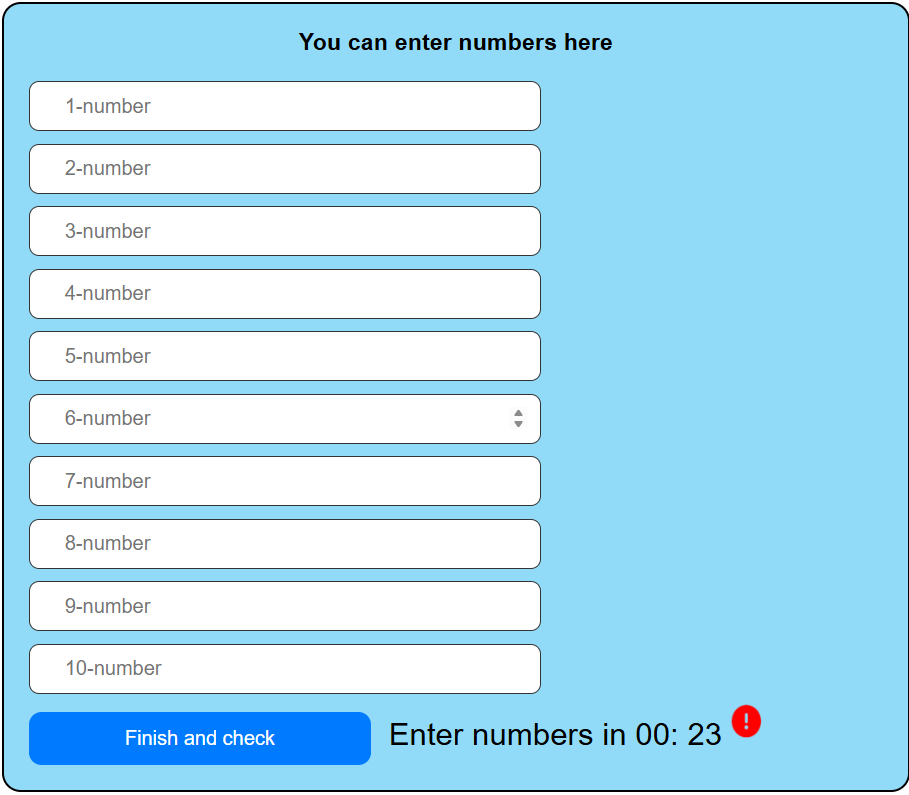 You can enter numbers here
1-number
2-number
3-number
4-number
5-number
6-number
7-number
8-number
9-number
10-number
Finish and check
Enter numbers in 00: 23